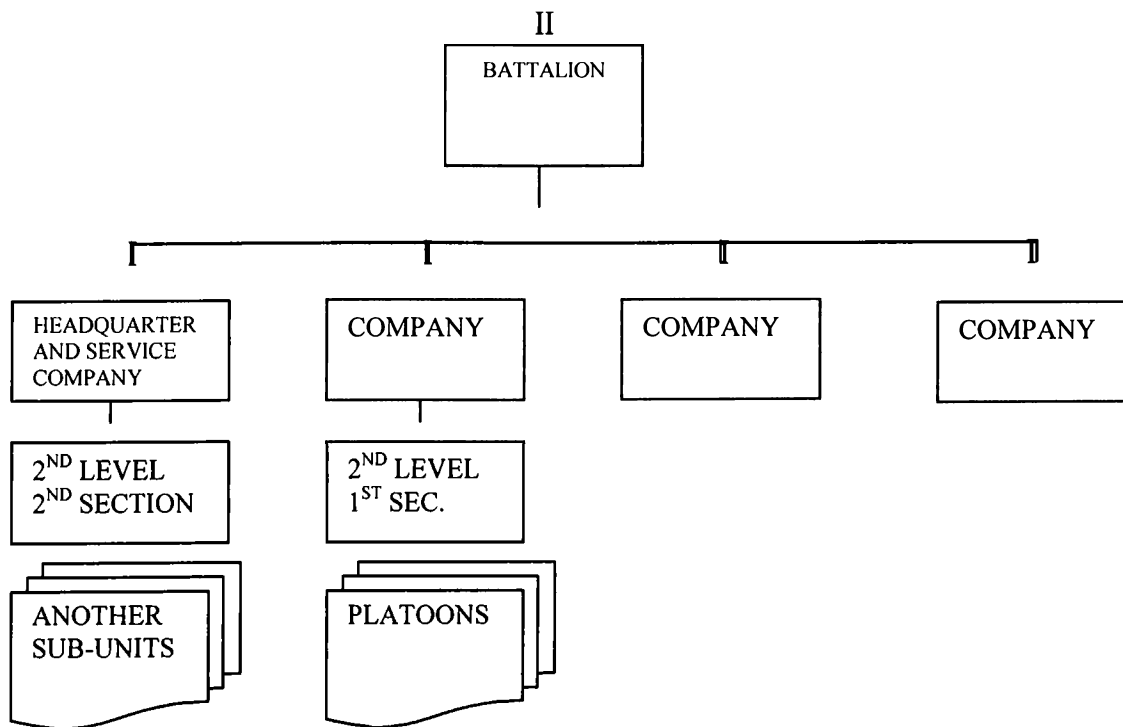 II
BATTALION
I I I I
HEADQUARTER
AND SERVICE
COMPANY
COMPANY
COMPANY
COMPANY
2ND LEVEL
2ND SECTION
2ND LEVEL
1ST SEC.
ANOTHER
SUB-UNITS
PLATOONS